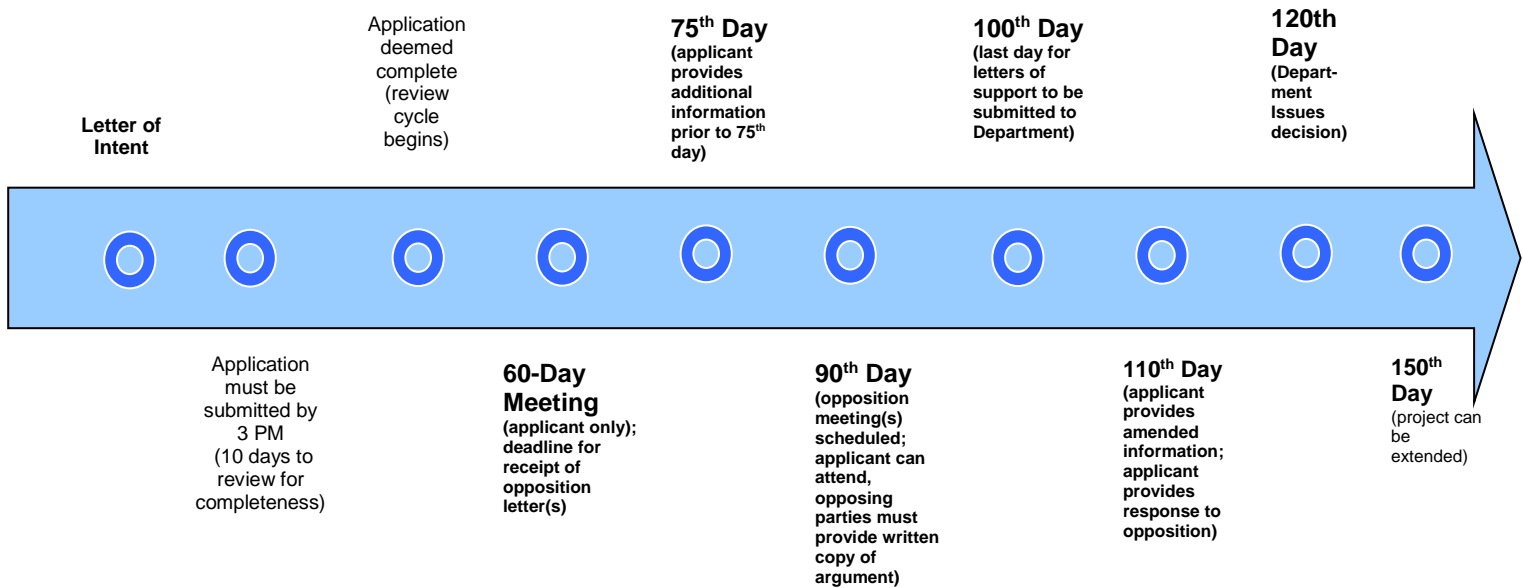 Letter of
Intent
Application
must be
submitted by
3 PM
(10 days to
review for
completeness)
Application
deemed
complete
(review
cycle
begins)
60-Day
Meeting
(applicant only);
deadline for
receipt of
opposition
letter(s)
75th Day
(applicant
provides
additional
information
prior to 75th
day)
90th Day
(opposition
meeting(s)
scheduled;
applicant can
attend,
opposing
parties must
provide written
copy of
argument)
100th Day
(last day for
letters of
support to be
submitted to
Department)
110th Day
(applicant
provides
amended
information;
applicant
provides
response to
opposition)
120th
Day
(Depart-
ment
Issues
decision)
150th
Day
(project can
be
extended)